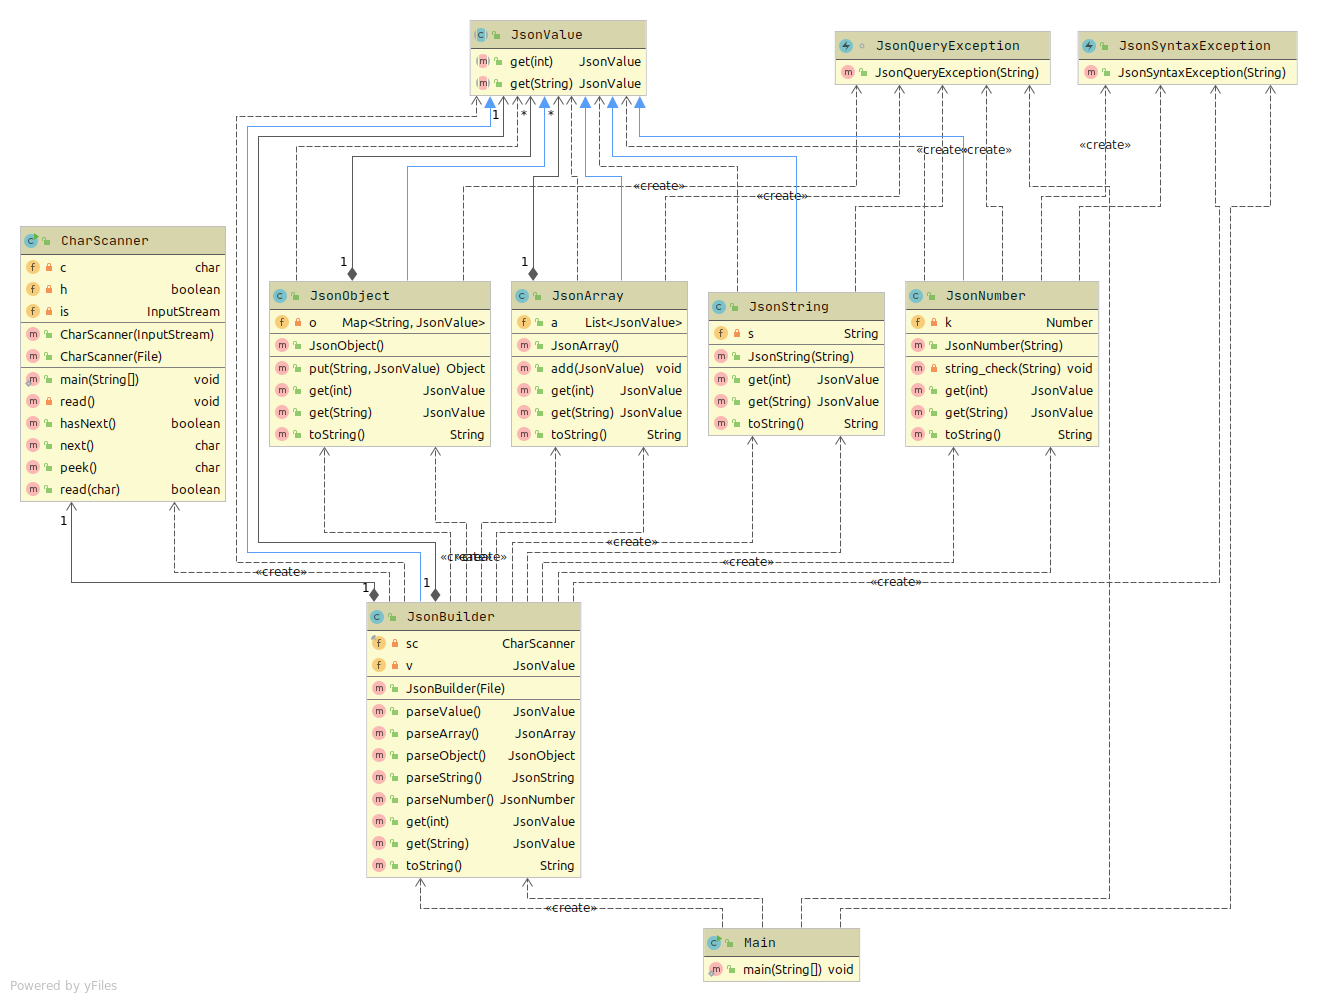 JsonValue
get(int) JsonValue
get(String) JsonValue
JsonQueryException
JsonQueryException(String)
JsonSyntaxException
JsonSyntaxException(String)
1
*
*
«create»
«create»
«create»
«create»
«create»
CharScanner
c char
h boolean
is InputStream
CharScanner(InputStream)
CharScanner(File)
main(String[]) void
read() void
hasNext() boolean
next() char
peek() char
read(char) boolean
1
1
JsonObject
o Map<String, JsonValue>
JsonObject()
put(String, JsonValue) Object
get(int) JsonValue
get(String) JsonValue
toString() String
JsonArray
a List<JsonValue>
JsonArray()
add(JsonValue) void
get(int) JsonValue
get(String) JsonValue
toString() String
JsonString
s String
JsonString(String)
get(int) JsonValue
get(String) JsonValue
toString() String
JsonNumber
k Number
JsonNumber(String)
string_check(String) void
get(int) JsonValue
get(String) JsonValue
toString() String
1
«create»
«create»
«create»
«create»
«create»
«create»
1
1
JsonBuilder
sc CharScanner
v JsonValue
JsonBuilder(File)
parseValue() JsonValue
parseArray() JsonArray
parseObject() JsonObject
parseString() JsonString
parseNumber() JsonNumber
get(int) JsonValue
get(String) JsonValue
toString() String
«create»
Main
main(String[]) void
Powered by yFiles